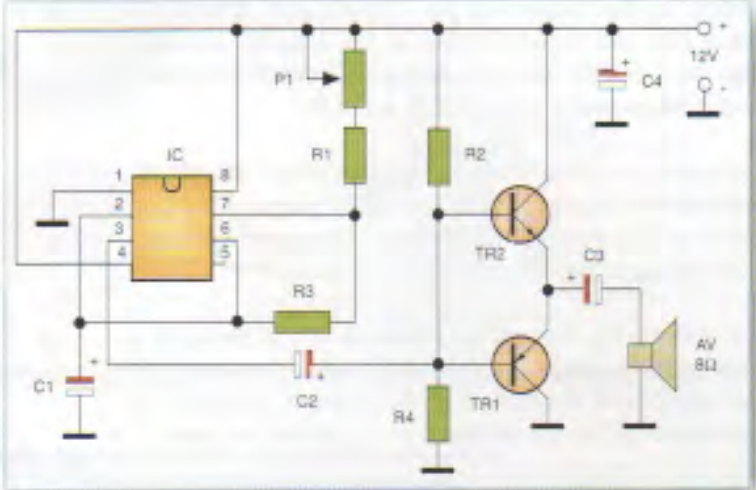 +
12V
-
P1
C4
+
IC
R1
R2
1
8
2
7
3
6
4
5
TR2
C3
+
R3
AV
8Ω
C1
+
C2
+
TR1
R4